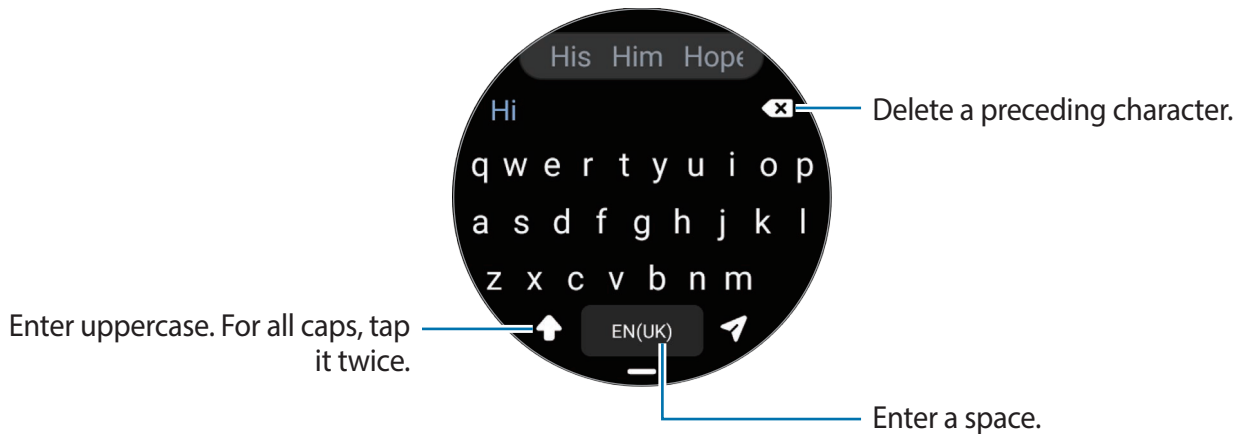 His Him Hope
Hi
Delete a preceding character.
q w e r t y u i o p
a s d f g h j k l
z x c v b n m
Enter uppercase. For all caps, tap
it twice.
EN(UK)
Enter a space.